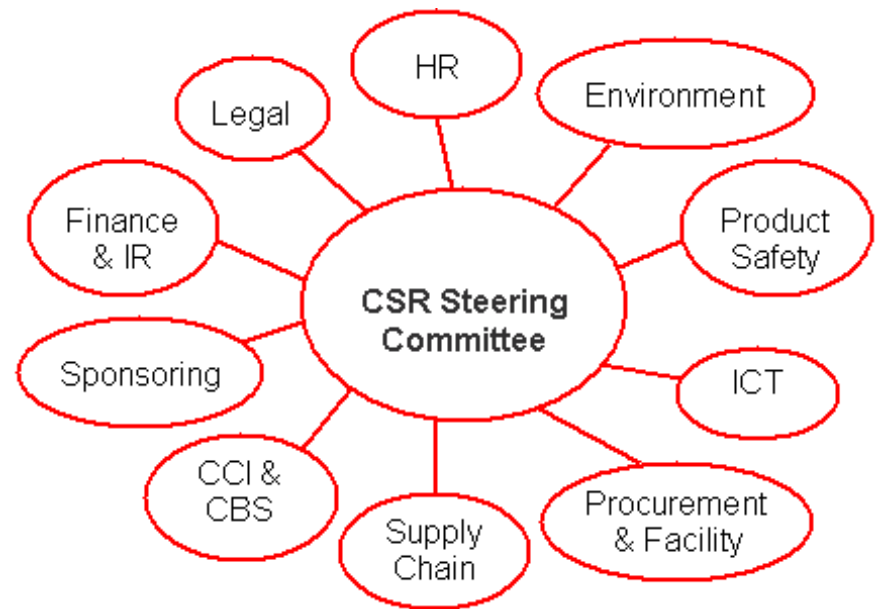 HR
Environment
Legal
Product
Safety
Finance
& IR
CSR Steering
Committee
Sponsoring
ICT
CCI &
CBS
Procurement
& Facility
Supply
Chain